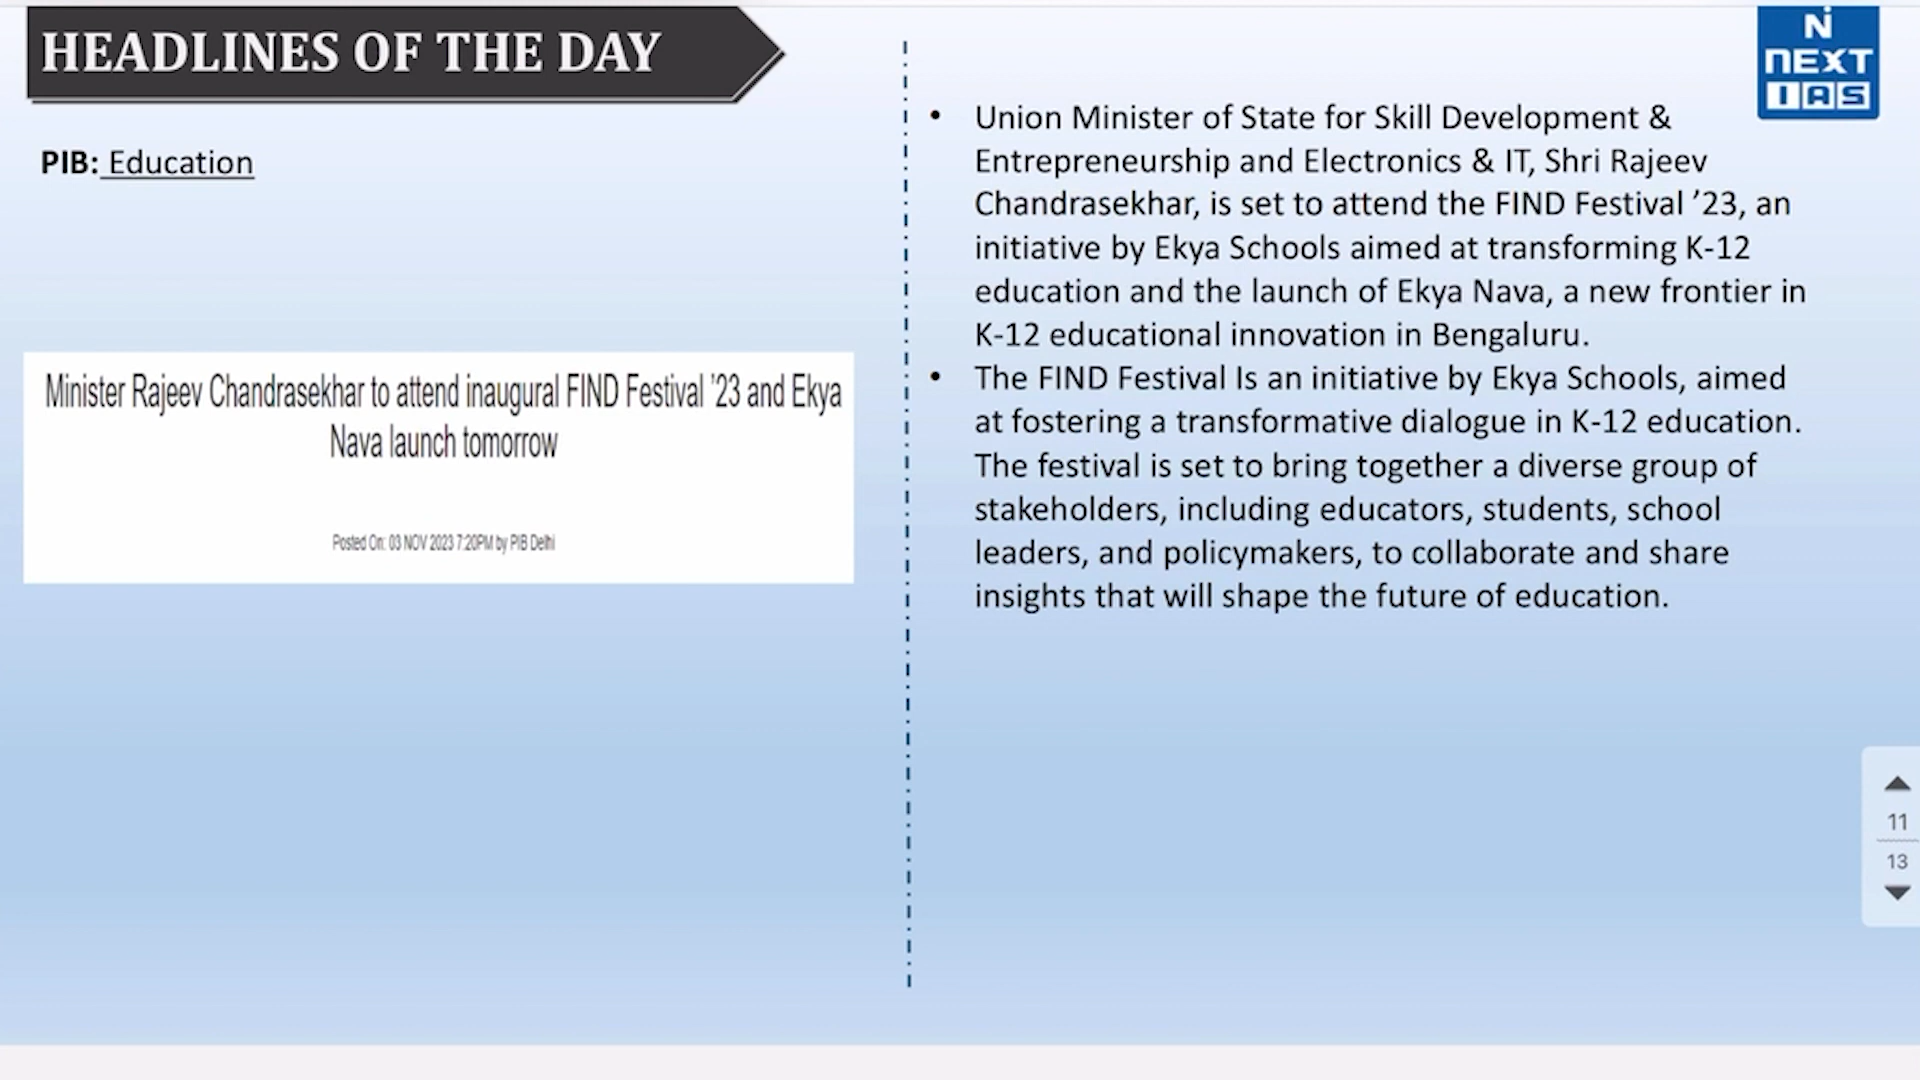 HEADLINES OF THE DAY
PIB: Education
Minister Rajeev Chandrasekhar to attend inaugural FIND Festival ’23 and Ekya
Nava launch tomorrow
Posted On: 03 NOV 2023 7:20PM by PIB Delhi
N
NEXT
IAS
• Union Minister of State for Skill Development &
Entrepreneurship and Electronics & IT, Shri Rajeev
Chandrasekhar, is set to attend the FIND Festival ’23, an
initiative by Ekya Schools aimed at transforming K-12
education and the launch of Ekya Nava, a new frontier in
K-12 educational innovation in Bengaluru.
• The FIND Festival Is an initiative by Ekya Schools, aimed
at fostering a transformative dialogue in K-12 education.
The festival is set to bring together a diverse group of
stakeholders, including educators, students, school
leaders, and policymakers, to collaborate and share
insights that will shape the future of education.
11
13